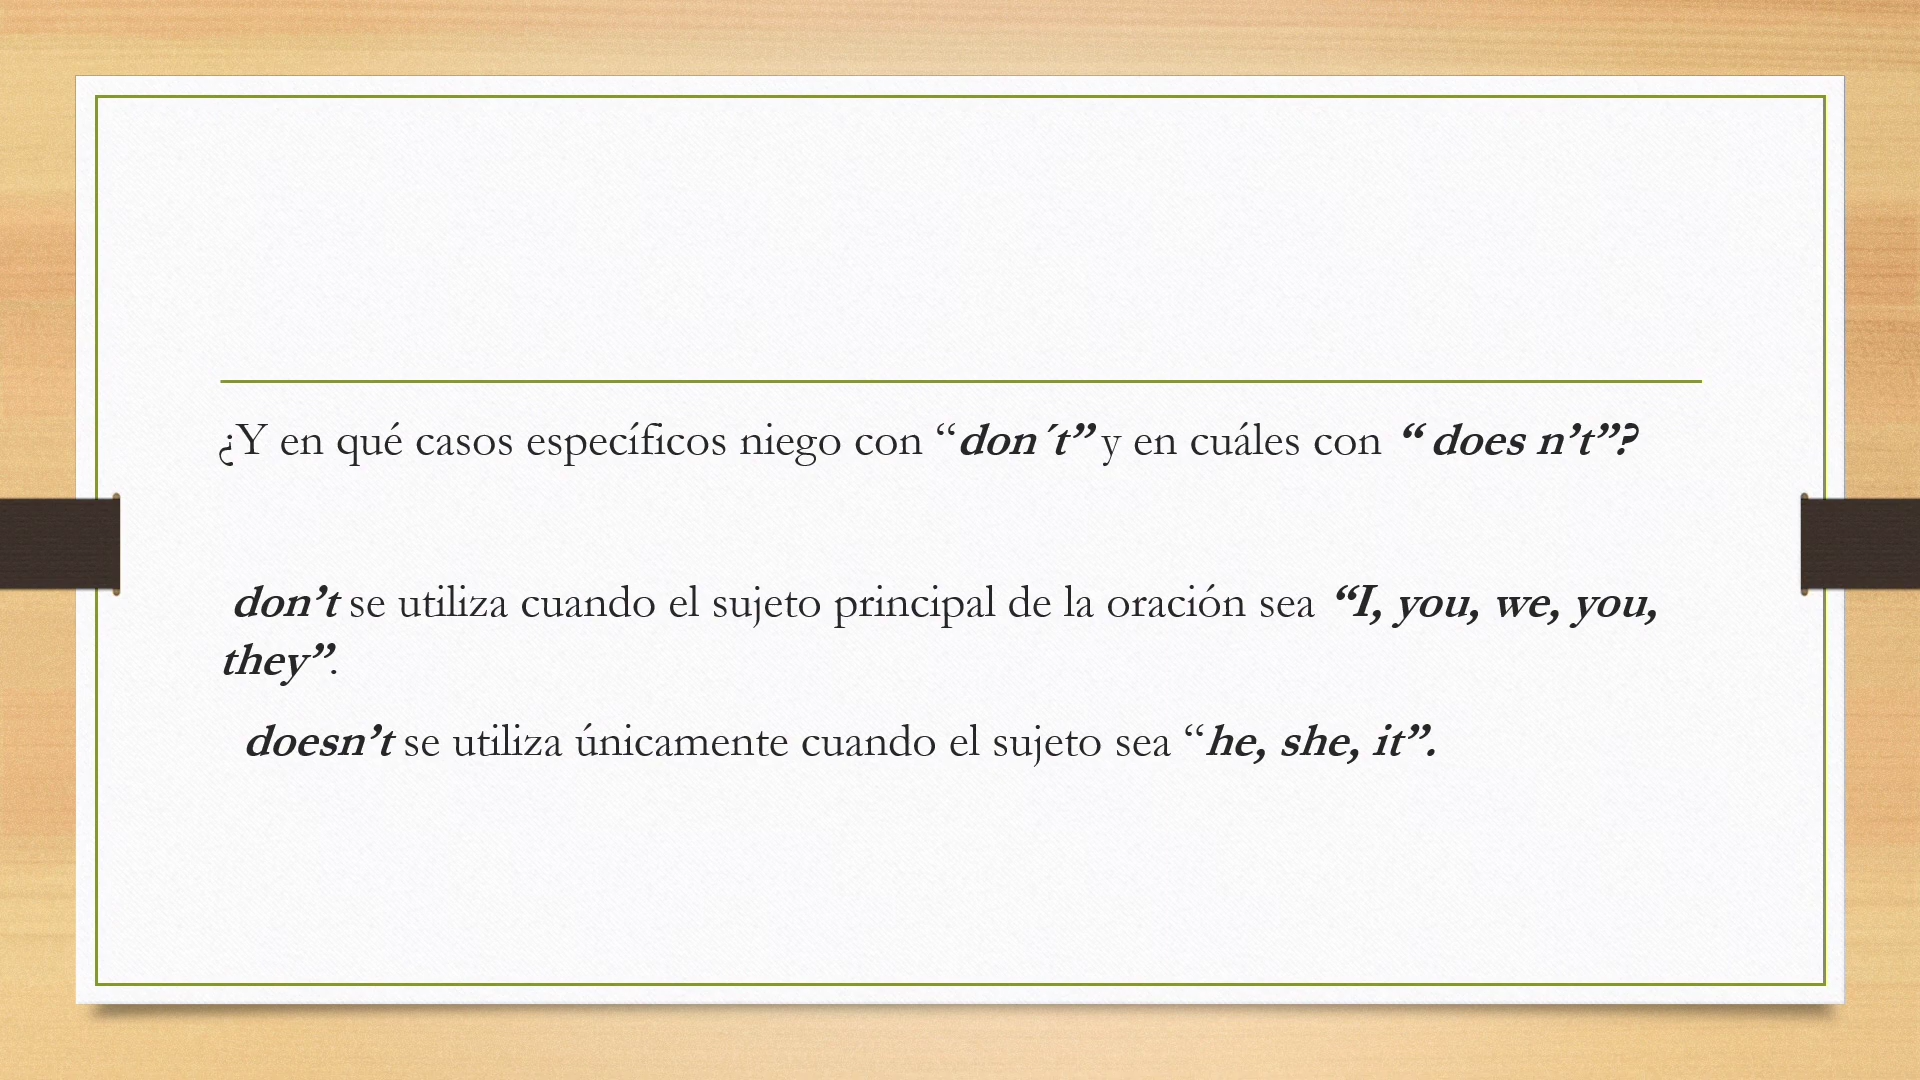 ¿Y en qué casos específicos niego con “don´t” y en cuáles con “ does n’t”?
don’t se utiliza cuando el sujeto principal de la oración sea “I, you, we, you,
they”.
doesn’t se utiliza únicamente cuando el sujeto sea “he, she, it”.